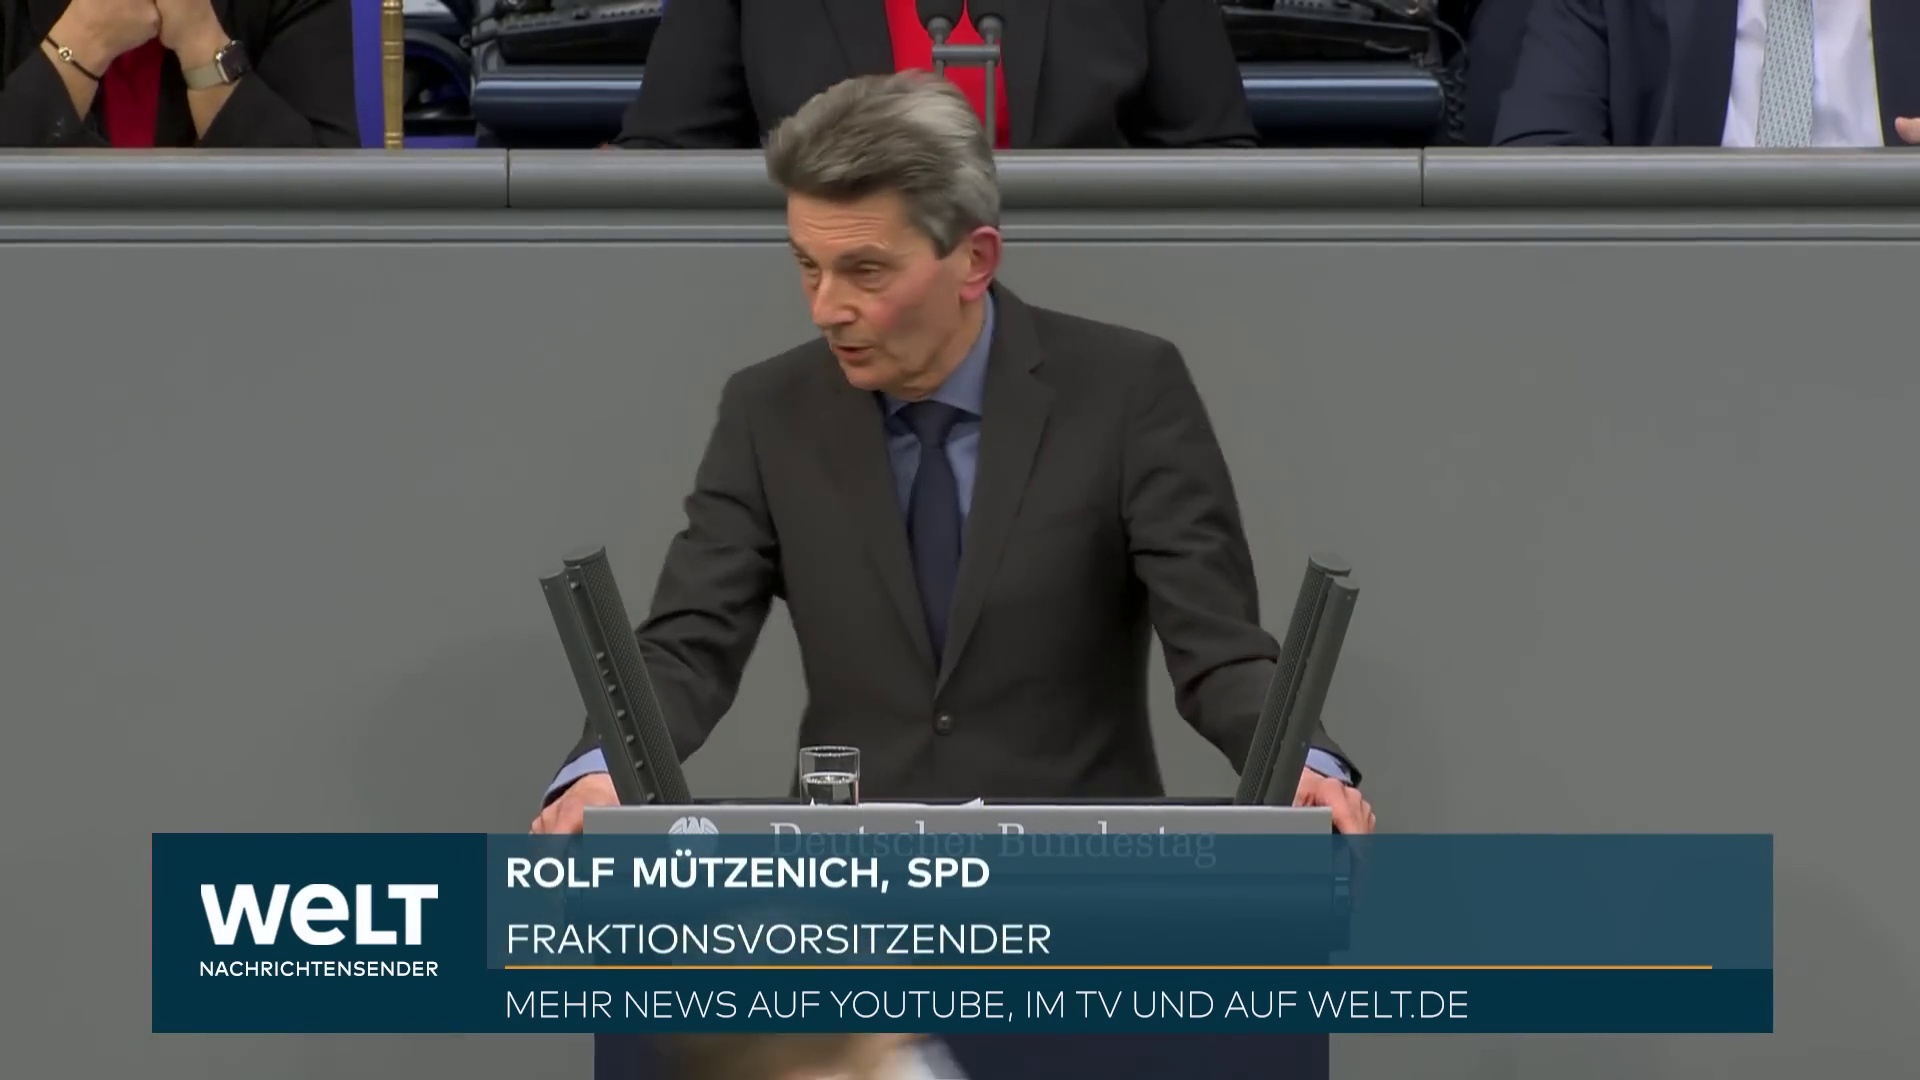 Deutscher Bundestag
ROLF MÜTZENICH, SPD
FRAKTIONSVORSITZENDER
MEHR NEWS AUF YOUTUBE, IM TV UND AUF WELT.DE
WELT
NACHRICHTENSENDER